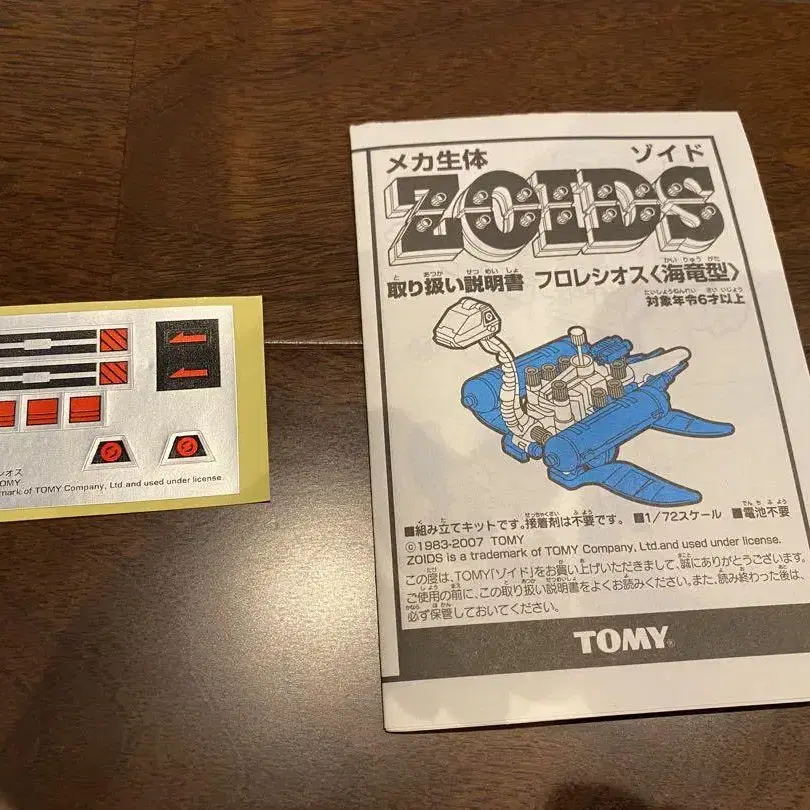 メカ生体 ゾイド
ZOIDS
取り扱い説明書 フロレシオス〈海竜型〉
対象年令6才以上
■組み立てキットです。接着剤は不要です。 ■1/72スケール ■電池不要
©1983-2007 TOMY
ZOIDS is a trademark of TOMY Company, Ltd.and used under license.
この度は、TOMY「ゾイド」をお買い上げいただきまして、誠にありがとうございます。
ご使用の前に、この取り扱い説明書をよくお読みください。また、読み終わった後は、
必ず保管しておいてください。
TOMY®
シオス
TOMY
mark of TOMY Company, Ltd.and used under license.